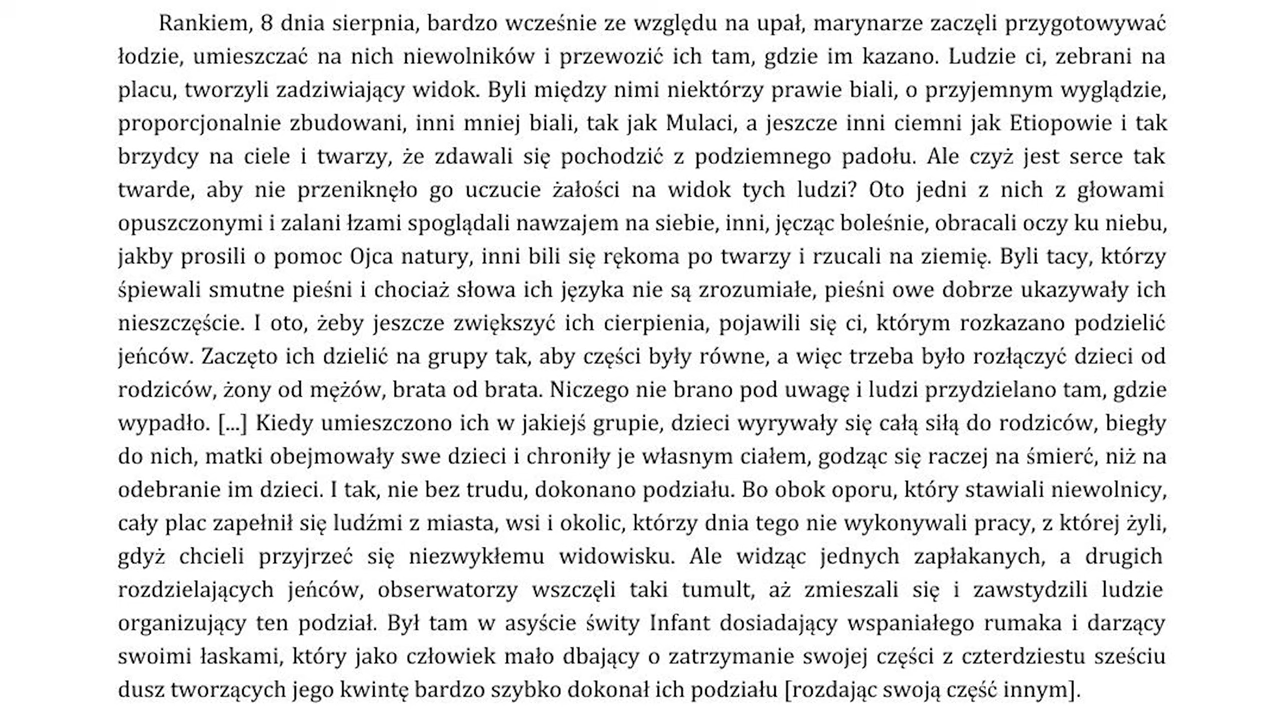 Rankiem, 8 dnia sierpnia, bardzo wcześnie ze względu na upał, marynarze zaczęli przygotowywać
łodzie, umieszczać na nich niewolników i przewozić ich tam, gdzie im kazano. Ludzie ci, zebrani na
placu, tworzyli zadziwiający widok. Byli między nimi niektórzy prawie biali, o przyjemnym wyglądzie,
proporcjonalnie zbudowani, inni mniej biali, tak jak Mulaci, a jeszcze inni ciemni jak Etiopowie i tak
brzydcy na ciele i twarzy, że zdawali się pochodzić z podziemnego padołu. Ale czyż jest serce tak
twarde, aby nie przeniknęło go uczucie żałości na widok tych ludzi? Oto jedni z nich z głowami
opuszczonymi i zalani łzami spoglądali nawzajem na siebie, inni, jęcząc boleśnie, obracali oczy ku niebu,
jakby prosili o pomoc Ojca natury, inni bili się rękoma po twarzy i rzucali na ziemię. Byli tacy, którzy
śpiewali smutne pieśni i chociaż słowa ich języka nie są zrozumiałe, pieśni owe dobrze ukazywały ich
nieszczęście. I oto, żeby jeszcze zwiększyć ich cierpienia, pojawili się ci, którym rozkazano podzielić
jeńców. Zaczęto ich dzielić na grupy tak, aby części były równe, a więc trzeba było rozłączyć dzieci od
rodziców, żony od mężów, brata od brata. Niczego nie brano pod uwagę i ludzi przydzielano tam, gdzie
wypadło. [...] Kiedy umieszczono ich w jakiejś grupie, dzieci wyrywały się całą siłą do rodziców, biegły
do nich, matki obejmowały swe dzieci i chroniły je własnym ciałem, godząc się raczej na śmierć, niż na
odebranie im dzieci. I tak, nie bez trudu, dokonano podziału. Bo obok oporu, który stawiali niewolnicy,
cały plac zapełnił się ludźmi z miasta, wsi i okolic, którzy dnia tego nie wykonywali pracy, z której żyli,
gdyż chcieli przyjrzeć się niezwykłemu widowisku. Ale widząc jednych zapłakanych, a drugich
rozdzielających jeńców, obserwatorzy wszczęli taki tumult, aż zmieszali się i zawstydzili ludzie
organizujący ten podział. Był tam w asyście świty Infant dosiadający wspaniałego rumaka i darzący
swoimi łaskami, który jako człowiek mało dbający o zatrzymanie swojej części z czterdziestu sześciu
dusz tworzących jego kwintę bardzo szybko dokonał ich podziału [rozdając swoją część innym].